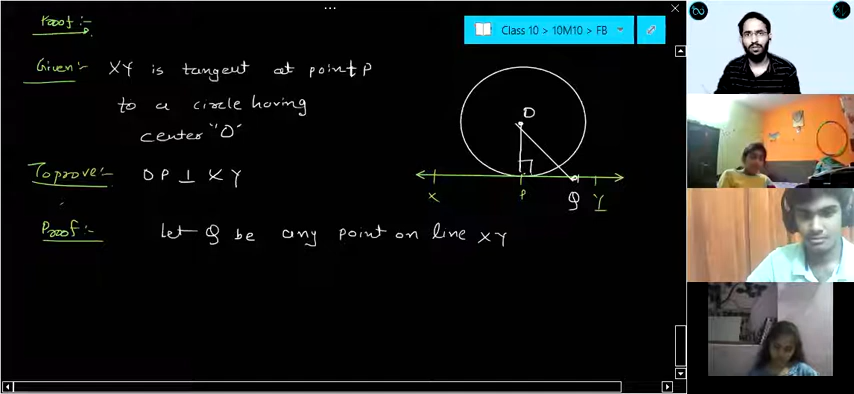 Proof :-
Class 10 > 10M10 > FB
Given :- XY is tangent at point P
to a circle having
center "O"
To prove :- OP ⊥ XY
Proof :- Let Q be any point on line XY
O
X P Q Y